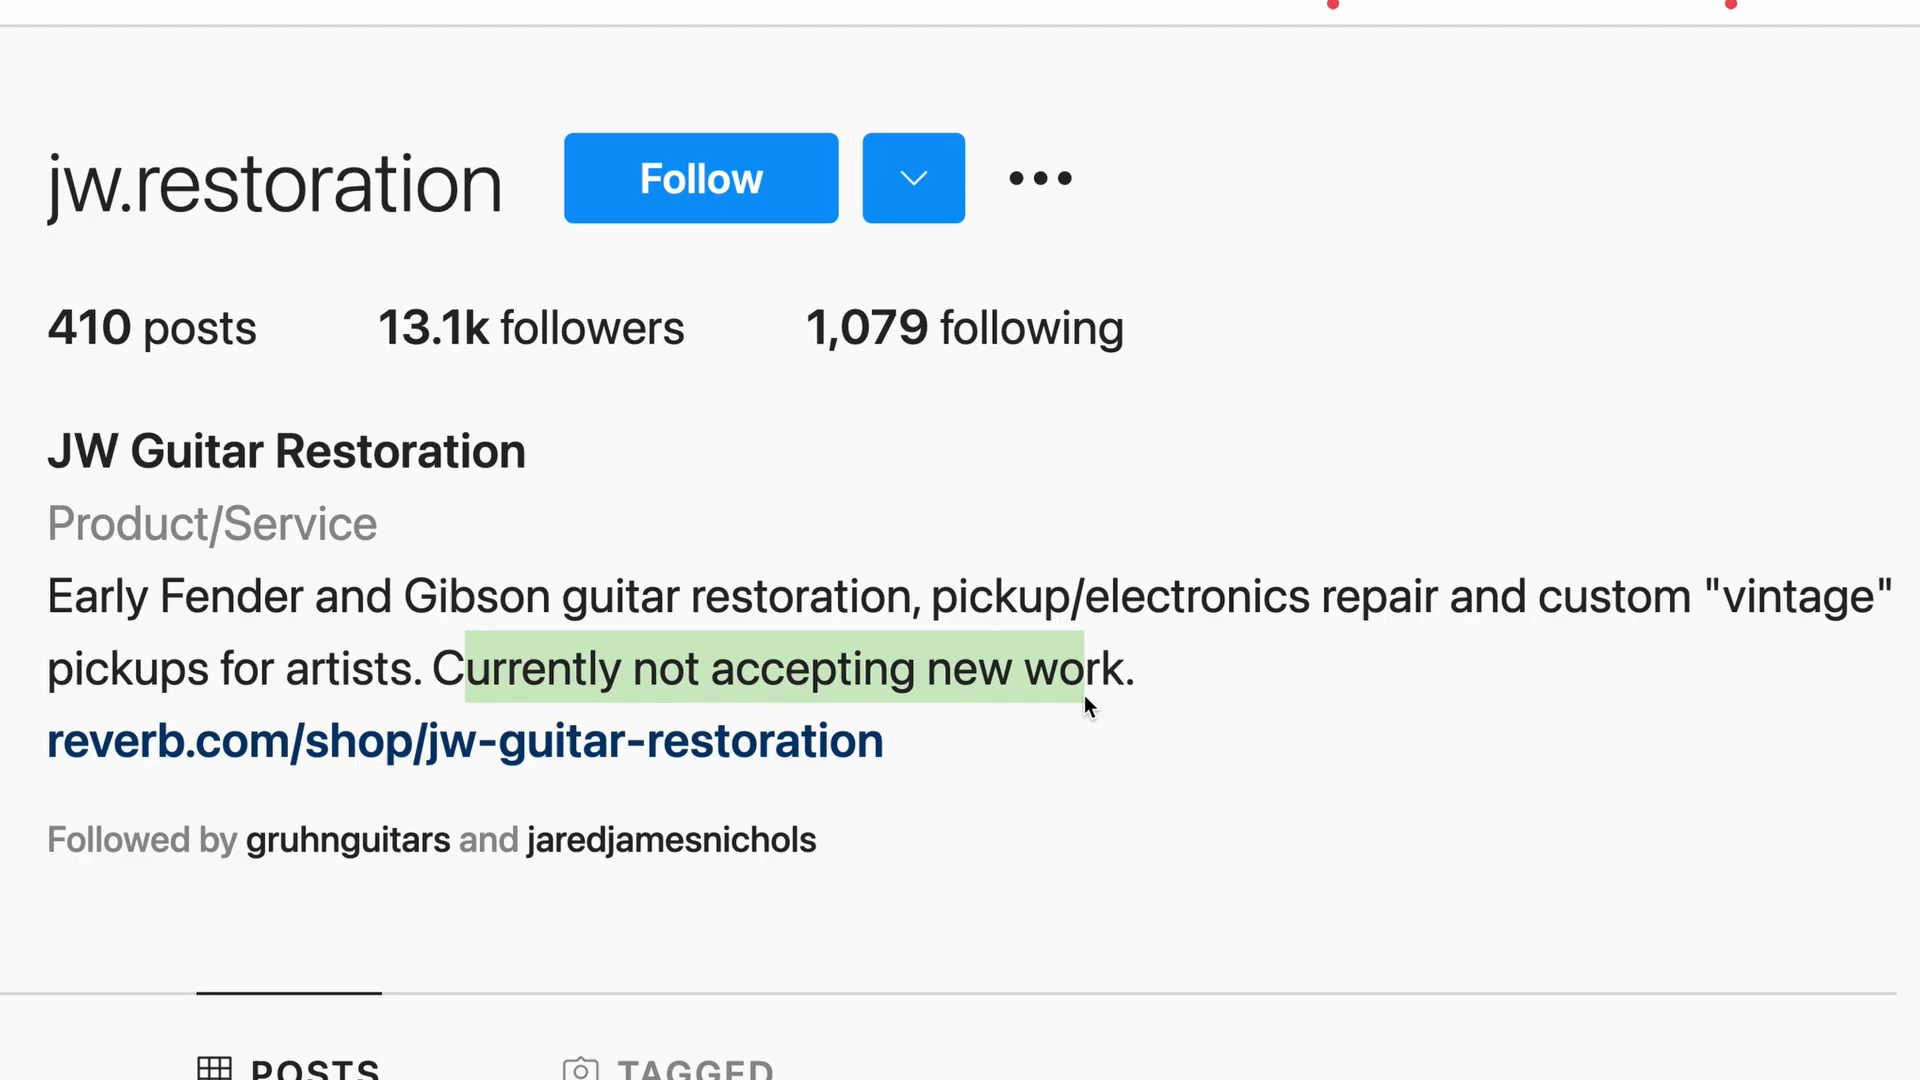 jw.restoration Follow
410 posts 13.1k followers 1,079 following
JW Guitar Restoration
Product/Service
Early Fender and Gibson guitar restoration, pickup/electronics repair and custom "vintage"
pickups for artists. Currently not accepting new work.
reverb.com/shop/jw-guitar-restoration
Followed by gruhnguitars and jaredjamesnichols
POSTS TAGGED